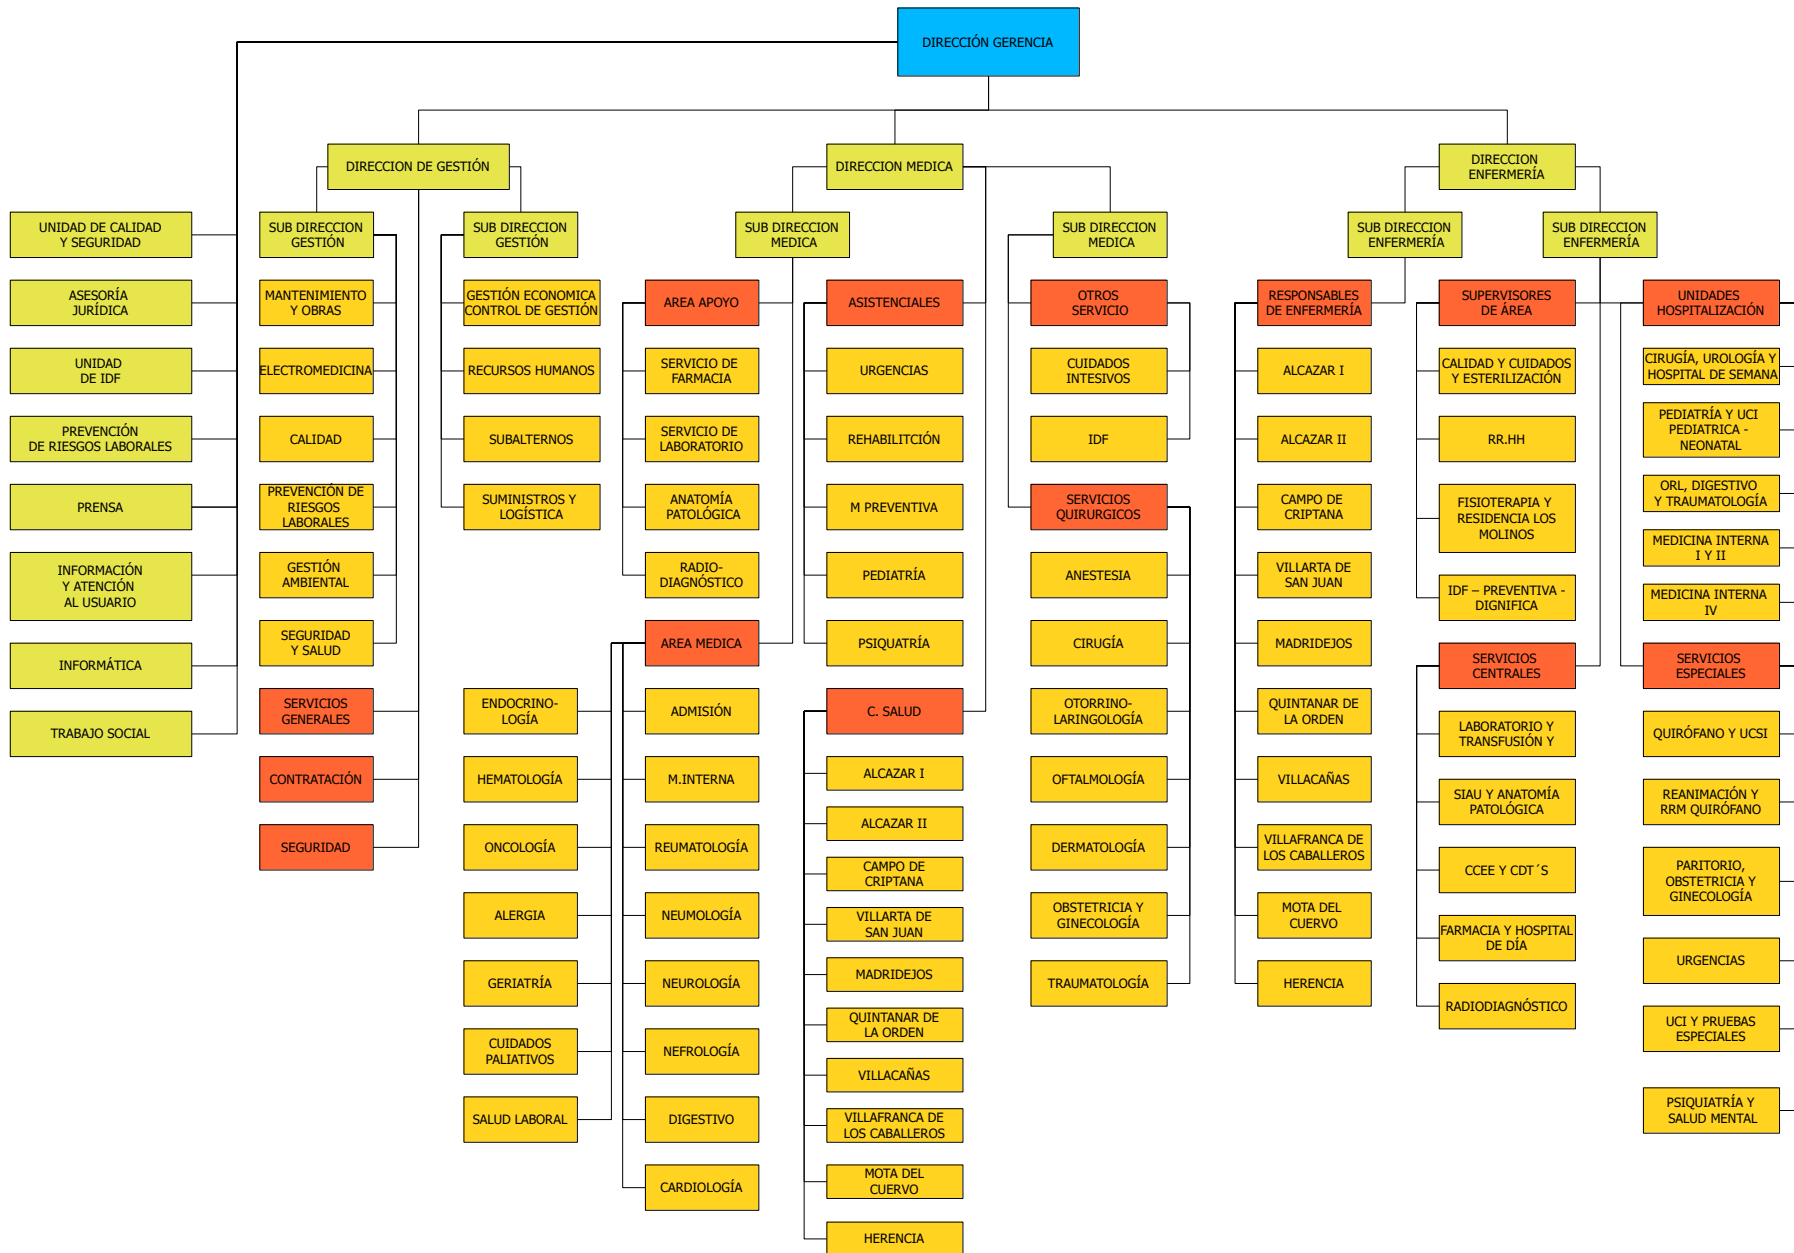 DIRECCIÓN GERENCIA
DIRECCION DE GESTIÓN
DIRECCION MEDICA
DIRECCION
ENFERMERÍA
UNIDAD DE CALIDAD
Y SEGURIDAD
ASESORÍA
JURÍDICA
UNIDAD
DE IDF
PREVENCIÓN
DE RIESGOS LABORALES
PRENSA
INFORMACIÓN
Y ATENCIÓN
AL USUARIO
INFORMÁTICA
TRABAJO SOCIAL
SUB DIRECCION
GESTIÓN
MANTENIMIENTO
Y OBRAS
ELECTROMEDICINA
CALIDAD
PREVENCIÓN DE
RIESGOS
LABORALES
GESTIÓN
AMBIENTAL
SEGURIDAD
Y SALUD
SERVICIOS
GENERALES
CONTRATACIÓN
SEGURIDAD
SUB DIRECCION
GESTIÓN
GESTIÓN ECONOMICA
CONTROL DE GESTIÓN
RECURSOS HUMANOS
SUBALTERNOS
SUMINISTROS Y
LOGÍSTICA
SUB DIRECCION
MEDICA
AREA APOYO
SERVICIO DE
FARMACIA
SERVICIO DE
LABORATORIO
ANATOMÍA
PATOLÓGICA
RADIO-
DIAGNÓSTICO
AREA MEDICA
ENDOCRINO-
LOGÍA
HEMATOLOGÍA
ONCOLOGÍA
ALERGIA
GERIATRÍA
CUIDADOS
PALIATIVOS
SALUD LABORAL
ADMISIÓN
M.INTERNA
REUMATOLOGÍA
NEUMOLOGÍA
NEUROLOGÍA
NEFROLOGÍA
DIGESTIVO
CARDIOLOGÍA
ASISTENCIALES
URGENCIAS
REHABILITCIÓN
M PREVENTIVA
PEDIATRÍA
PSIQUATRÍA
C. SALUD
ALCAZAR I
ALCAZAR II
CAMPO DE
CRIPTANA
VILLARTA DE
SAN JUAN
MADRIDEJOS
QUINTANAR DE
LA ORDEN
VILLACAÑAS
VILLAFRANCA DE
LOS CABALLEROS
MOTA DEL
CUERVO
HERENCIA
SUB DIRECCION
MEDICA
OTROS
SERVICIO
CUIDADOS
INTESIVOS
IDF
SERVICIOS
QUIRURGICOS
ANESTESIA
CIRUGÍA
OTORRINO-
LARINGOLOGÍA
OFTALMOLOGÍA
DERMATOLOGÍA
OBSTETRICIA Y
GINECOLOGÍA
TRAUMATOLOGÍA
SUB DIRECCION
ENFERMERÍA
RESPONSABLES
DE ENFERMERÍA
ALCAZAR I
ALCAZAR II
CAMPO DE
CRIPTANA
VILLARTA DE
SAN JUAN
MADRIDEJOS
QUINTANAR DE
LA ORDEN
VILLACAÑAS
VILLAFRANCA DE
LOS CABALLEROS
MOTA DEL
CUERVO
HERENCIA
SUB DIRECCION
ENFERMERÍA
SUPERVISORES
DE ÁREA
CALIDAD Y CUIDADOS
Y ESTERILIZACIÓN
RR.HH
FISIOTERAPIA Y
RESIDENCIA LOS
MOLINOS
IDF – PREVENTIVA -
DIGNIFICA
SERVICIOS
CENTRALES
LABORATORIO Y
TRANSFUSIÓN Y
SIAU Y ANATOMÍA
PATOLÓGICA
CCEE Y CDT´S
FARMACIA Y HOSPITAL
DE DÍA
RADIODIAGNÓSTICO
UNIDADES
HOSPITALIZACIÓN
CIRUGÍA, UROLOGÍA Y
HOSPITAL DE SEMANA
PEDIATRÍA Y UCI
PEDIATRICA -
NEONATAL
ORL, DIGESTIVO
Y TRAUMATOLOGÍA
MEDICINA INTERNA
I Y II
MEDICINA INTERNA
IV
SERVICIOS
ESPECIALES
QUIRÓFANO Y UCSI
REANIMACIÓN Y
RRM QUIRÓFANO
PARITORIO,
OBSTETRICIA Y
GINECOLOGÍA
URGENCIAS
UCI Y PRUEBAS
ESPECIALES
PSIQUIATRÍA Y
SALUD MENTAL